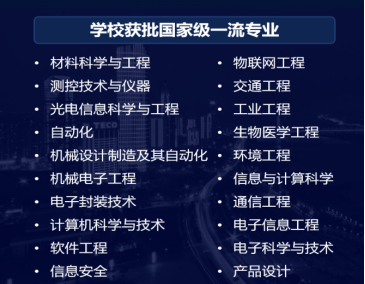 学校获批国家级一流专业
• 材料科学与工程
• 测控技术与仪器
• 光电信息科学与工程
• 自动化
• 机械设计制造及其自动化
• 机械电子工程
• 电子封装技术
• 计算机科学与技术
• 软件工程
• 信息安全
• 物联网工程
• 交通工程
• 工业工程
• 生物医学工程
• 环境工程
• 信息与计算科学
• 通信工程
• 电子信息工程
• 电子科学与技术
• 产品设计
TECO